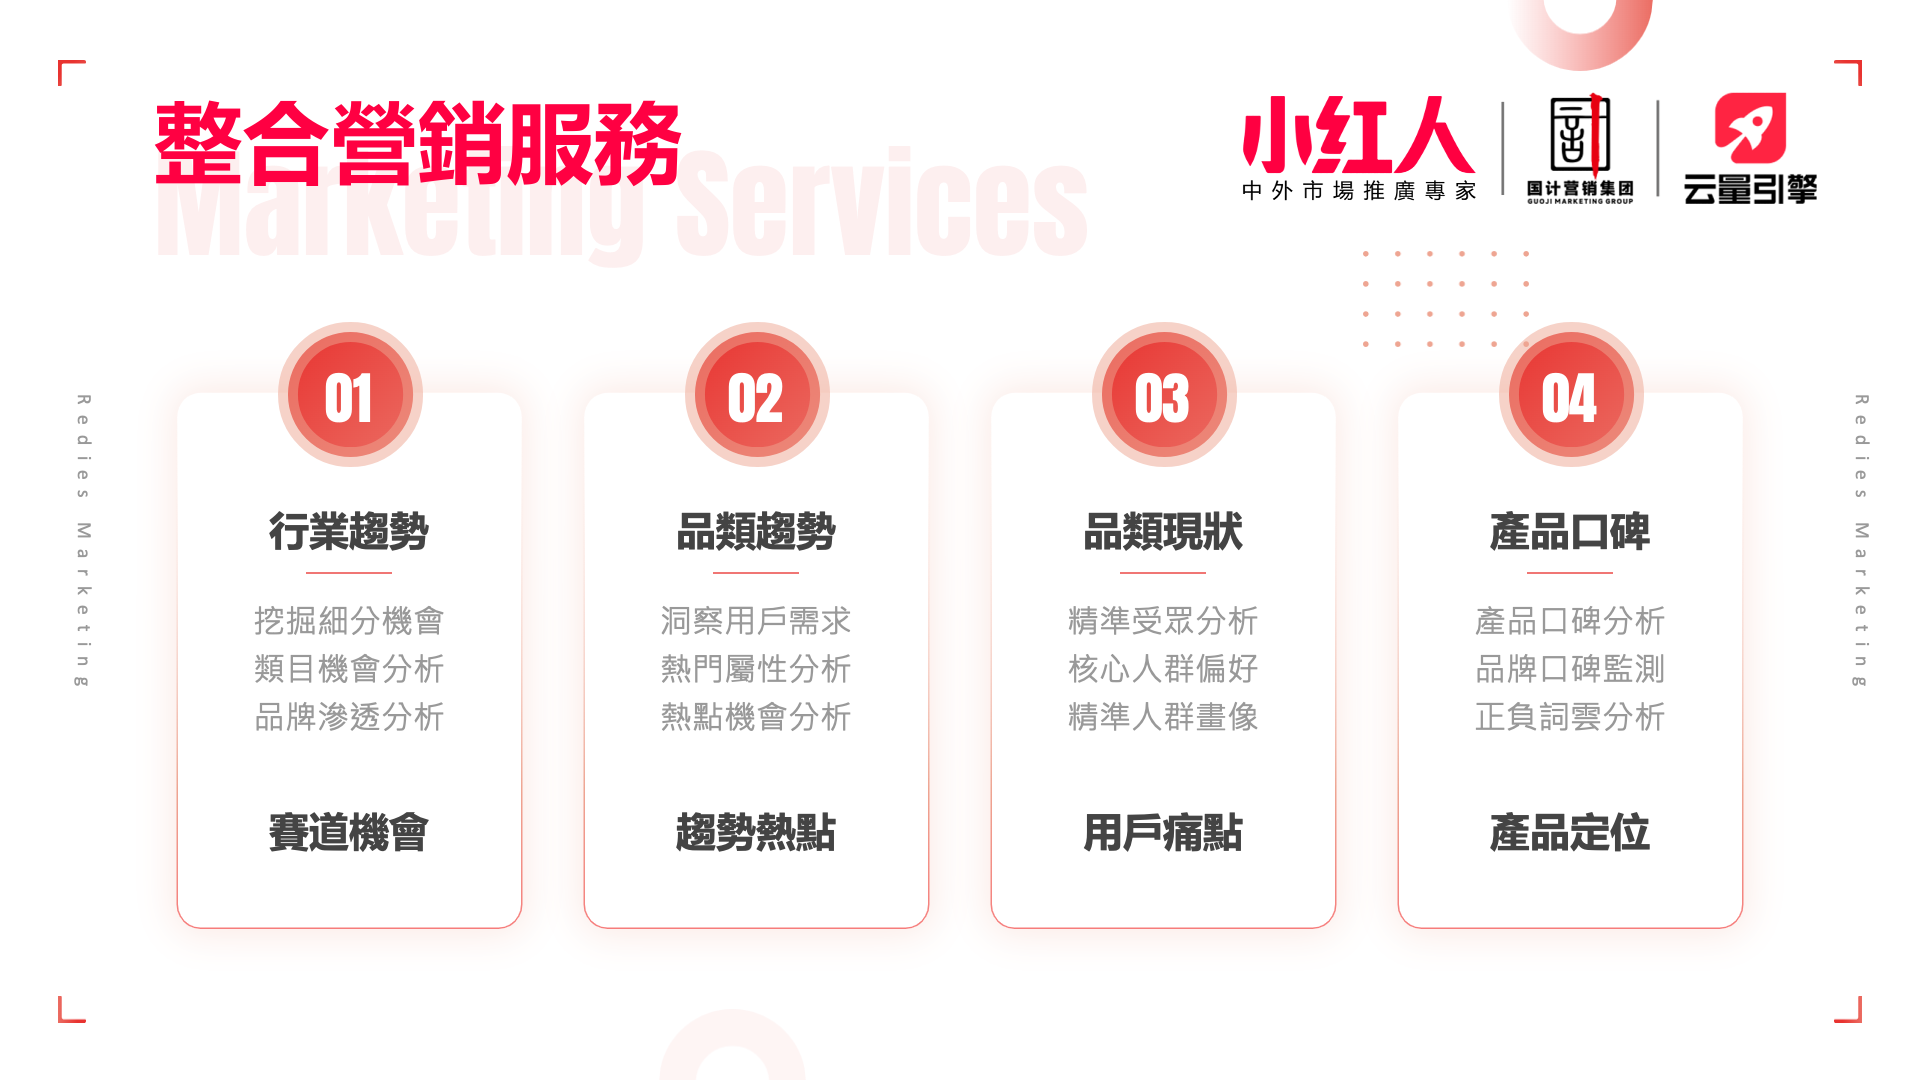 整合營銷服務
Marketing Services
小红人
中外市場推廣專家
国计营销集团
GUOJI MARKETING GROUP
云量引擎
Redies Marketing
01
行業趨勢
挖掘細分機會
類目機會分析
品牌滲透分析
賽道機會
02
品類趨勢
洞察用戶需求
熱門屬性分析
熱點機會分析
趨勢熱點
03
品類現狀
精準受眾分析
核心人群偏好
精準人群畫像
用戶痛點
04
產品口碑
產品口碑分析
品牌口碑監測
正負詞雲分析
產品定位
Redies Marketing